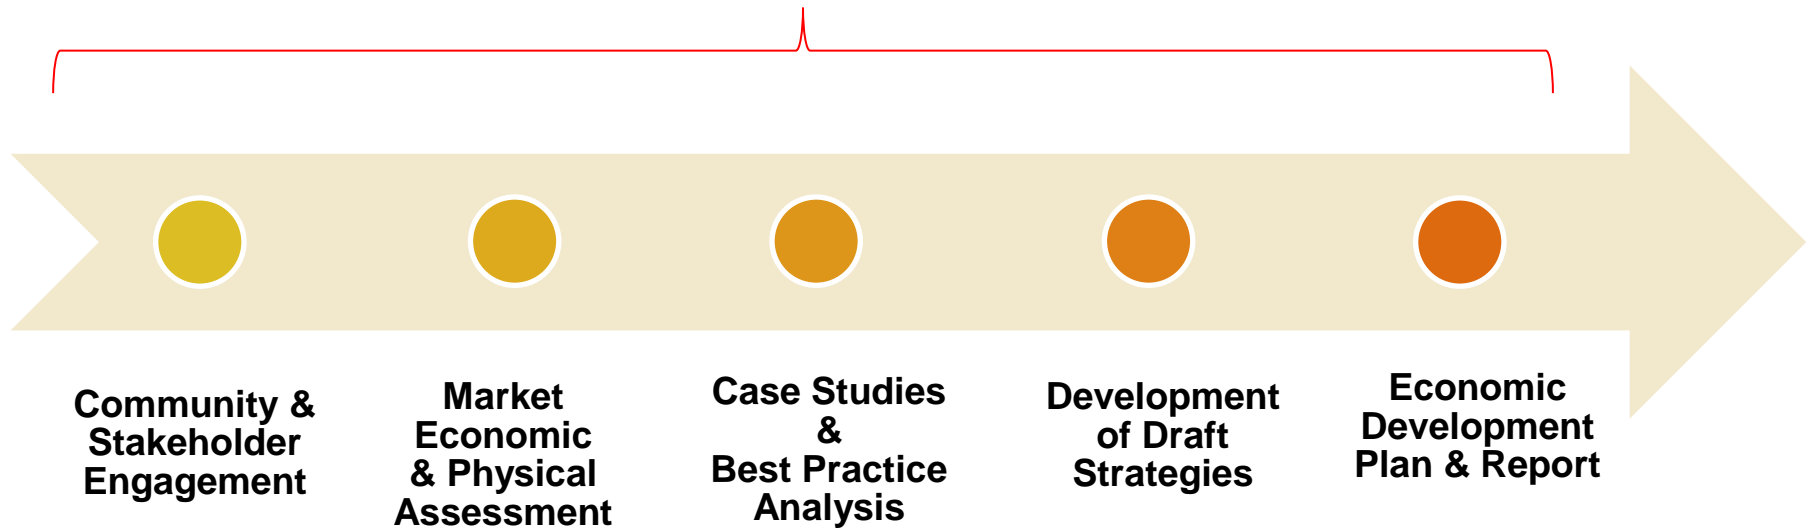 Community &
Stakeholder
Engagement
Market
Economic
& Physical
Assessment
Case Studies
&
Best Practice
Analysis
Development
of Draft
Strategies
Economic
Development
Plan & Report